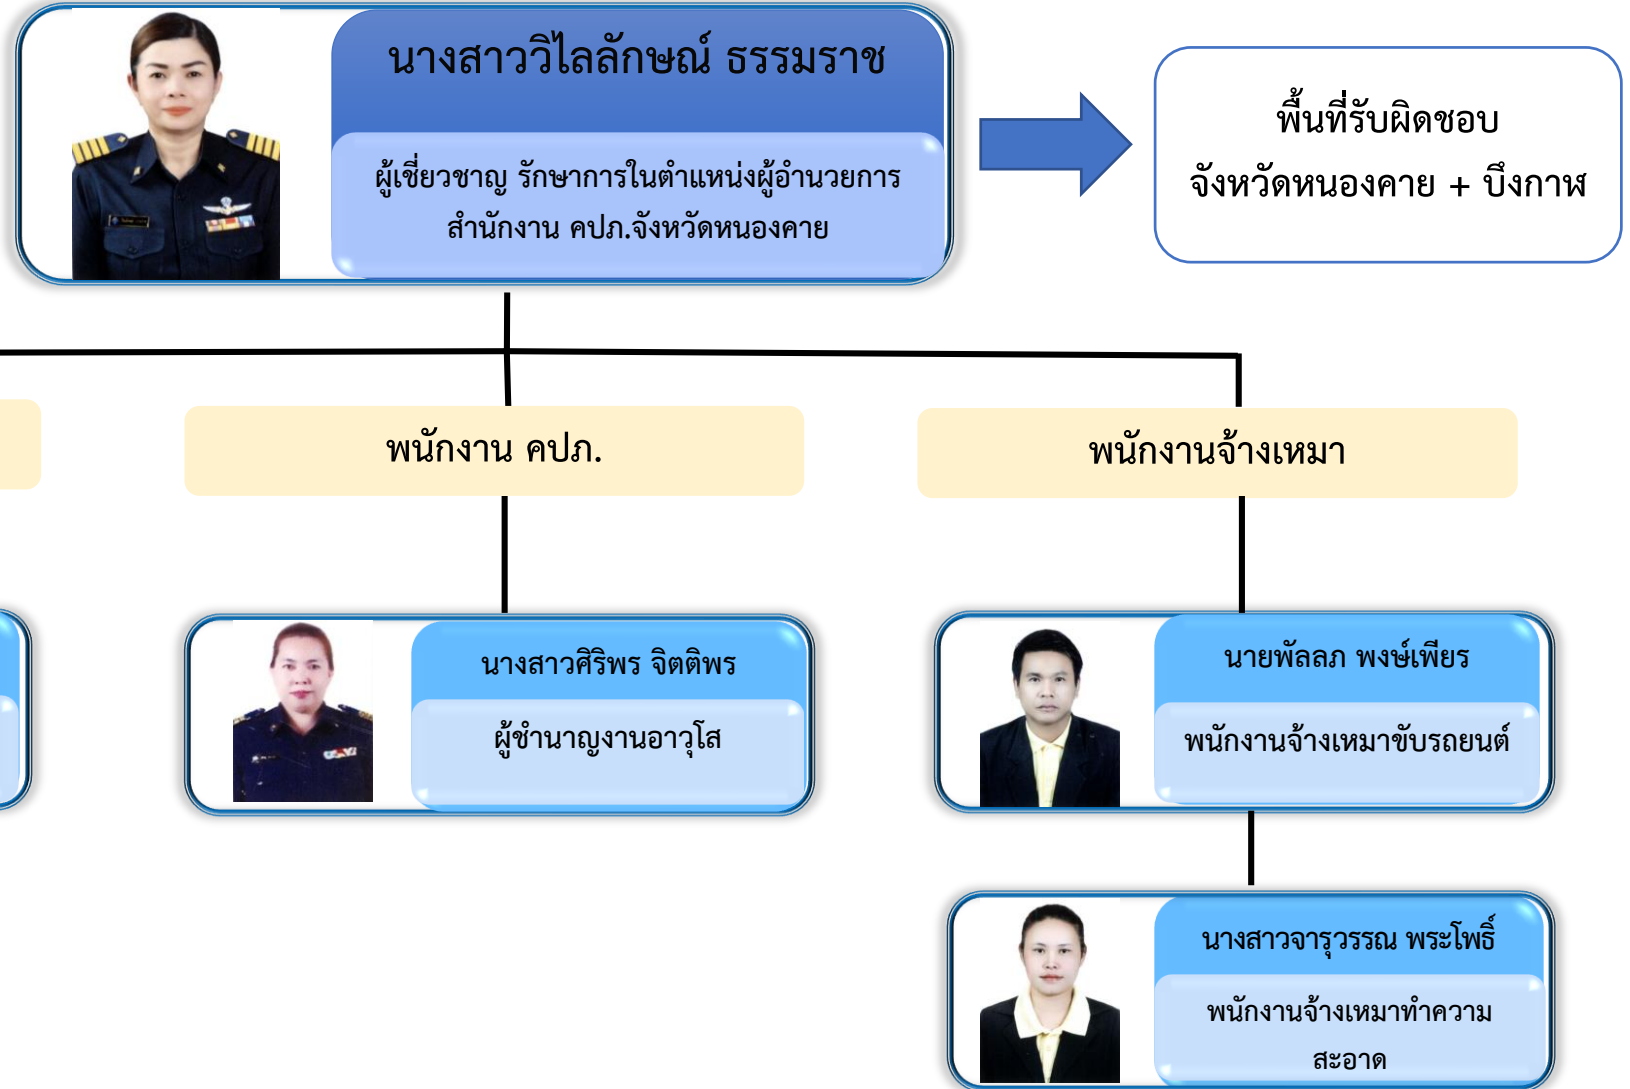 นางสาววิไลลักษณ์ ธรรมราช
ผู้เชี่ยวชาญ รักษาการในตำแหน่งผู้อำนวยการ
สำนักงาน คปภ.จังหวัดหนองคาย
พื้นที่รับผิดชอบ
จังหวัดหนองคาย + บึงกาฬ
พนักงาน คปภ.
พนักงานจ้างเหมา
นางสาวศิริพร จิตติพร
ผู้ชำนาญงานอาวุโส
นายพัลลภ พงษ์เพียร
พนักงานจ้างเหมาขับรถยนต์
นางสาวจารุวรรณ พระโพธิ์
พนักงานจ้างเหมาทำความ
สะอาด